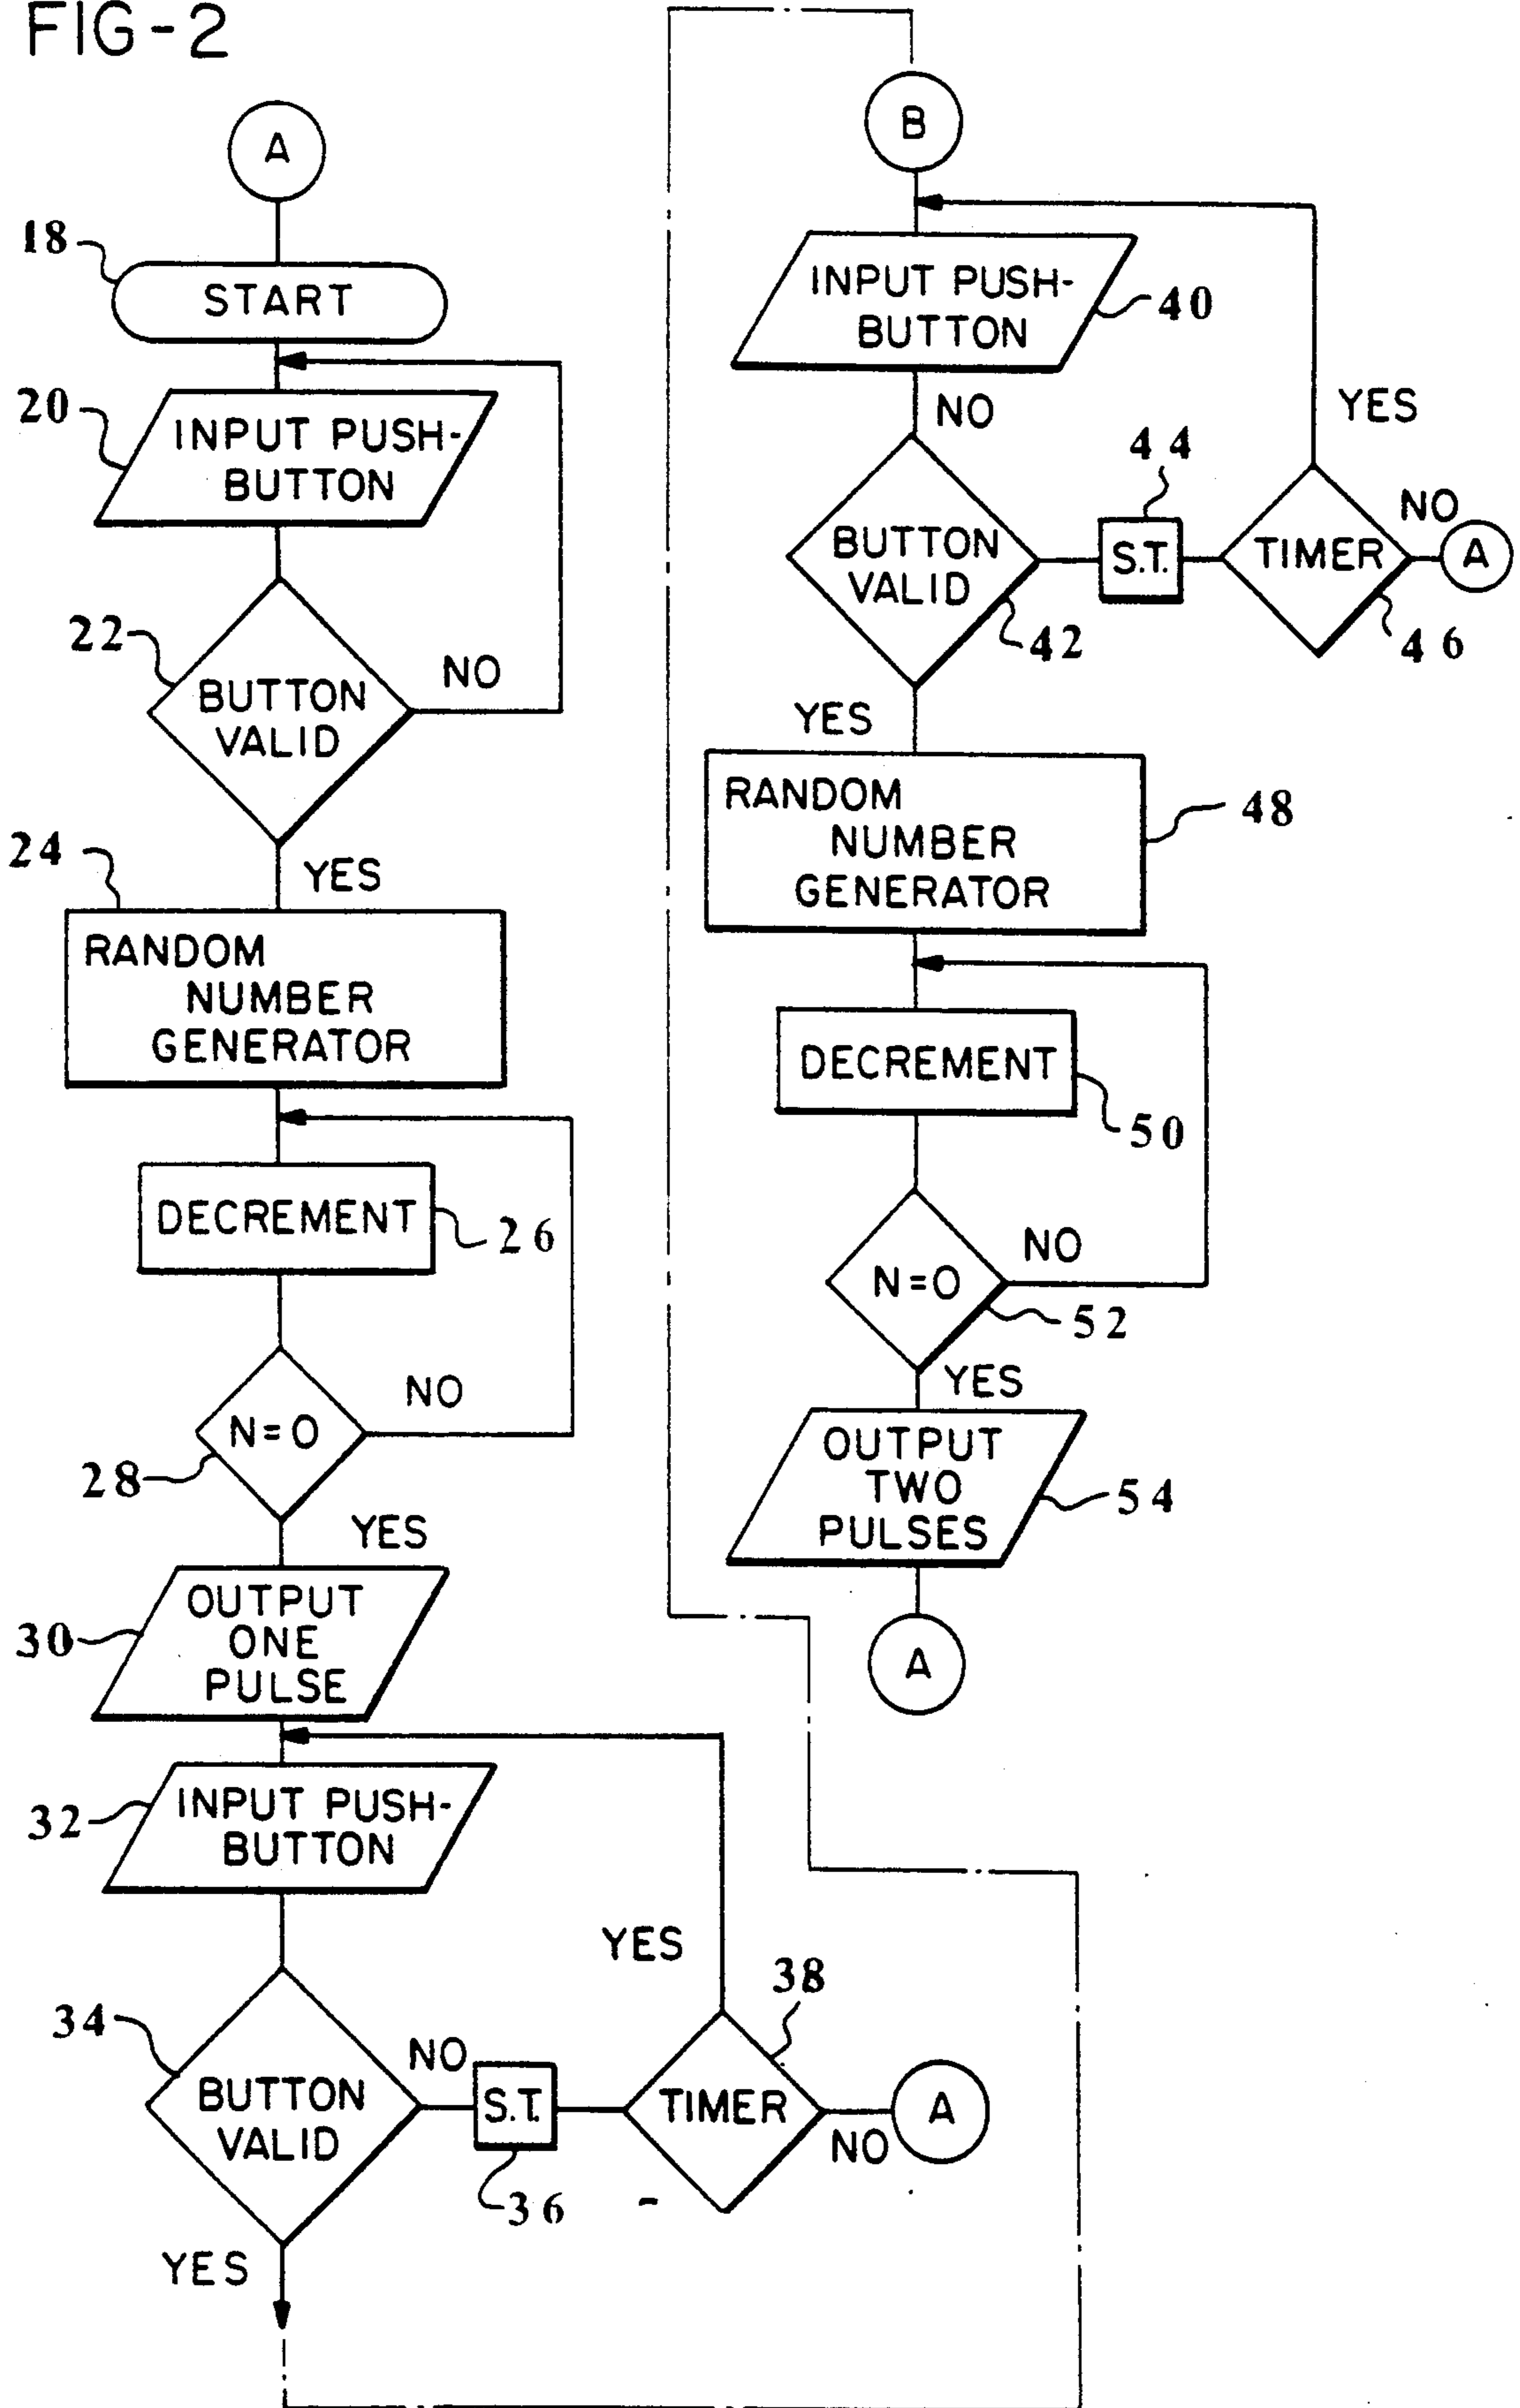 FIG-2
A
18
START
20
INPUT PUSH-
BUTTON
22
BUTTON
VALID
NO
YES
24
RANDOM
NUMBER
GENERATOR
DECREMENT
26
N=0
NO
28
YES
OUTPUT
ONE
PULSE
30
INPUT PUSH-
BUTTON
32
YES
34
BUTTON
VALID
NO
S.T.
36
38
TIMER
NO
A
YES
B
INPUT PUSH-
BUTTON
40
NO
YES
BUTTON
VALID
42
44
S.T.
TIMER
46
NO
A
YES
RANDOM
NUMBER
GENERATOR
48
DECREMENT
50
N=0
NO
52
YES
OUTPUT
TWO
PULSES
54
A